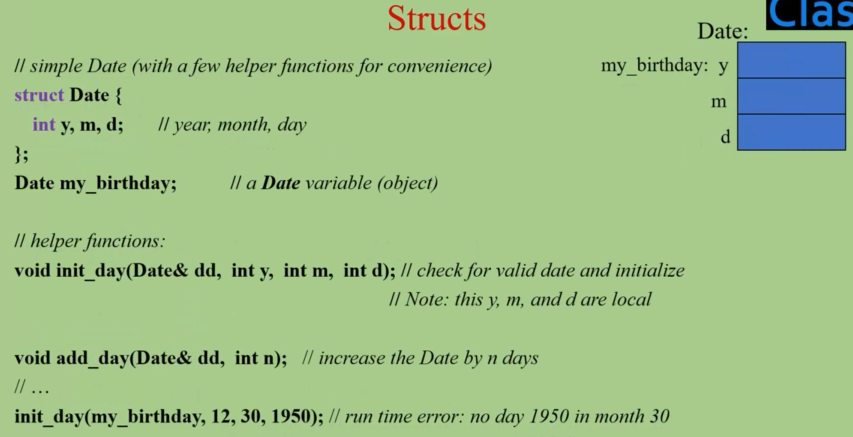 Structs
Date:
// simple Date (with a few helper functions for convenience)
my_birthday: y
struct Date {
m
int y, m, d; // year, month, day
d
};
Date my_birthday; // a Date variable (object)
// helper functions:
void init_day(Date& dd, int y, int m, int d); // check for valid date and initialize
// Note: this y, m, and d are local
void add_day(Date& dd, int n); // increase the Date by n days
// …
init_day(my_birthday, 12, 30, 1950); // run time error: no day 1950 in month 30